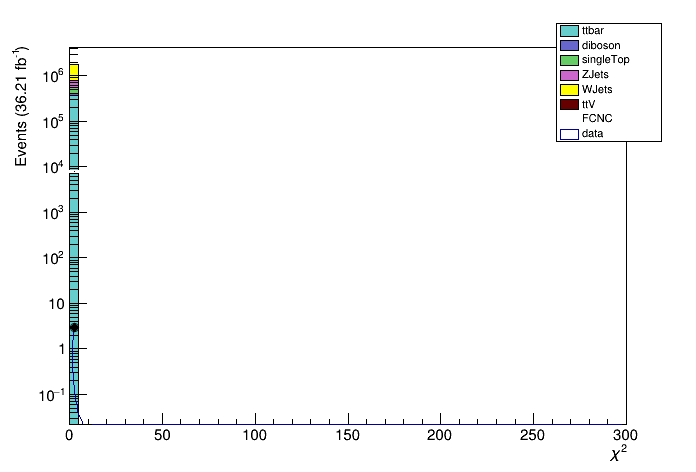 ttbar
diboson
singleTop
ZJets
WJets
ttV
FCNC
data
Events (36.21 fb⁻¹)
10⁶
10⁵
10⁴
10³
10²
10
1
10⁻¹
0 50 100 150 200 250 300
χ²